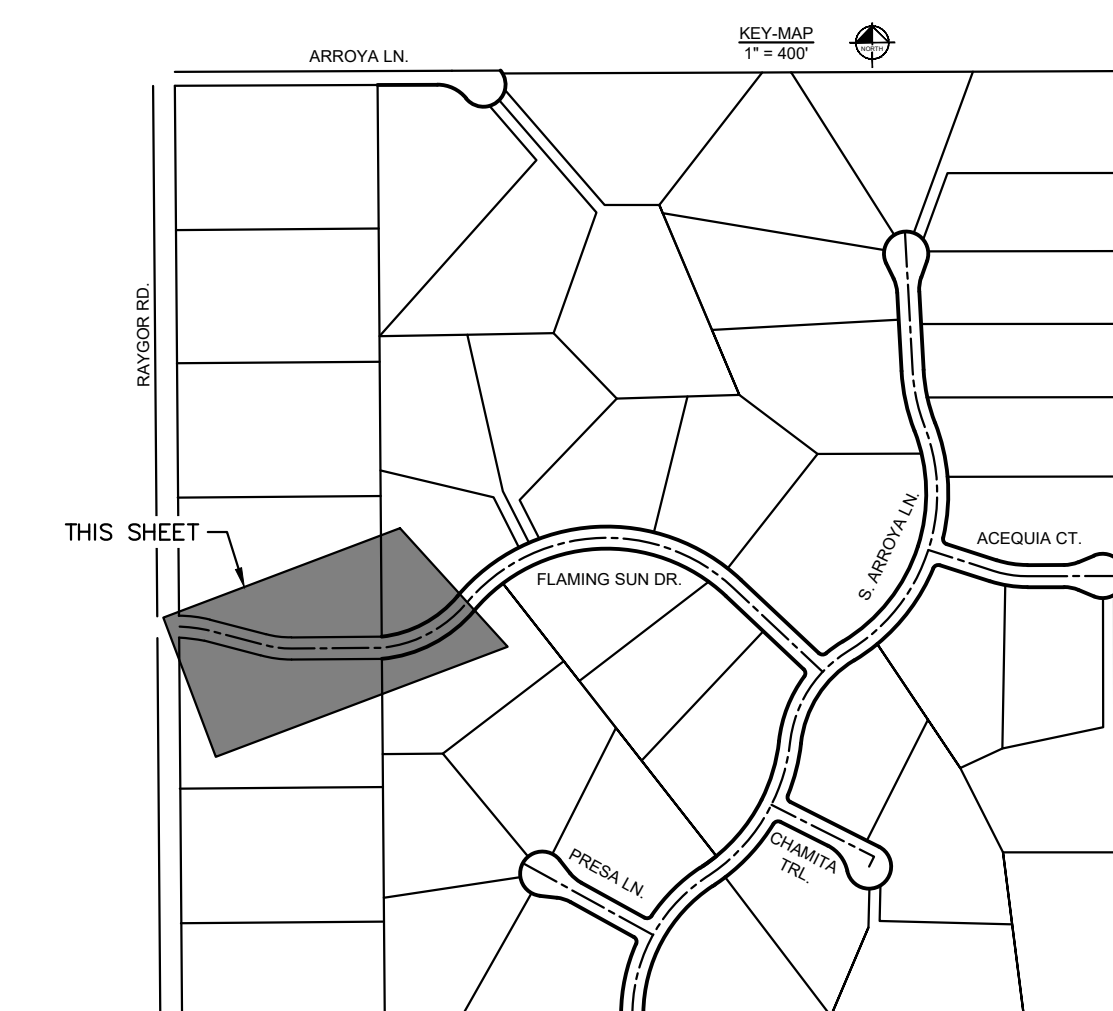 KEY-MAP
1" = 400'
NORTH
ARROYA LN.
RAYGOR RD.
THIS SHEET
FLAMING SUN DR.
S. ARROYA LN.
ACEQUIA CT.
CHAMITA
TRL.
PRESA LN.